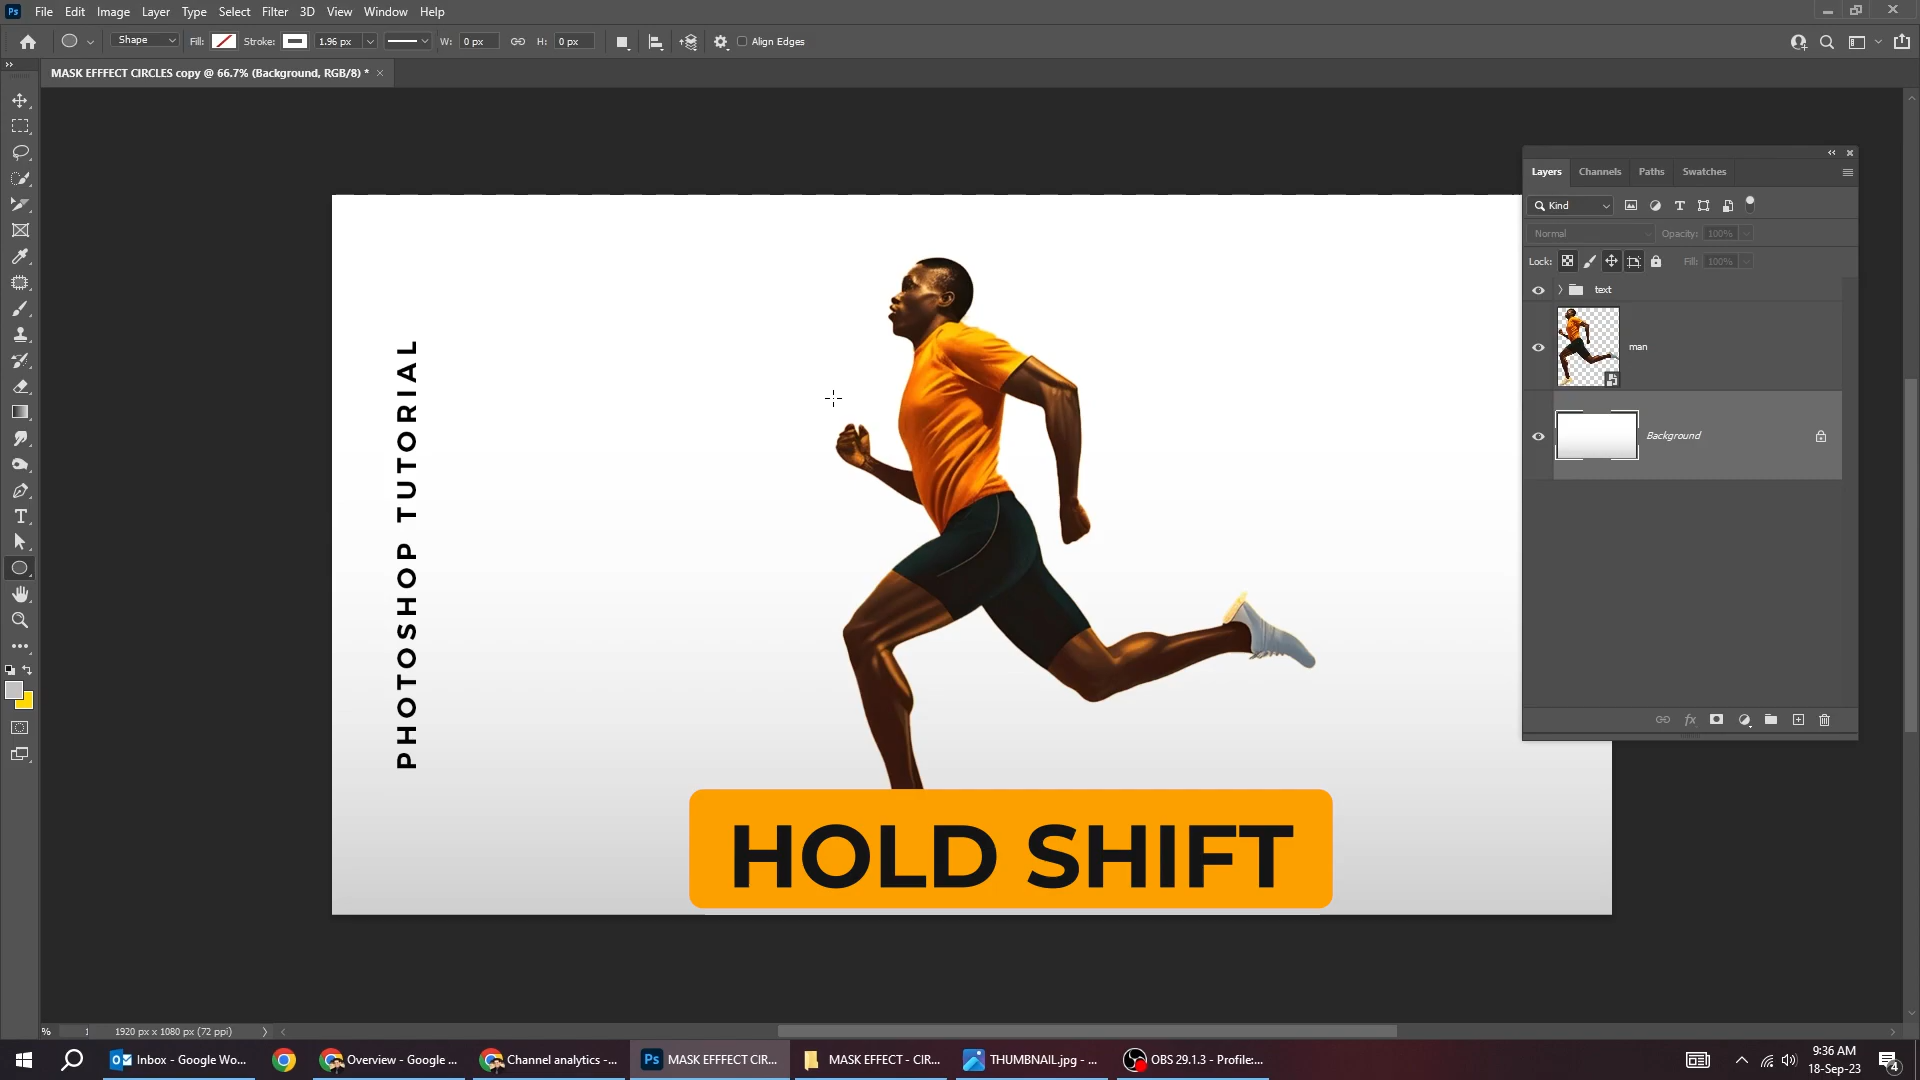 Ps File Edit Image Layer Type Select Filter 3D View Window Help
Shape Fill: Stroke: 1.96 px W: 0 px H: 0 px Align Edges
MASK EFFFECT CIRCLES copy @ 66.7% (Background, RGB/8) *
Layers Channels Paths Swatches
Kind
Normal Opacity: 100%
Lock: Fill: 100%
text
man
Background
PHOTOSHOP TUTORIAL
HOLD SHIFT
% 1 1920 px x 1080 px (72 ppi)
Inbox - Google Wo... Overview - Google ... Channel analytics -... Ps MASK EFFFECT CIR... MASK EFFECT - CIR... THUMBNAIL.jpg - ... OBS 29.1.3 - Profile:...
9:36 AM
18-Sep-23
4